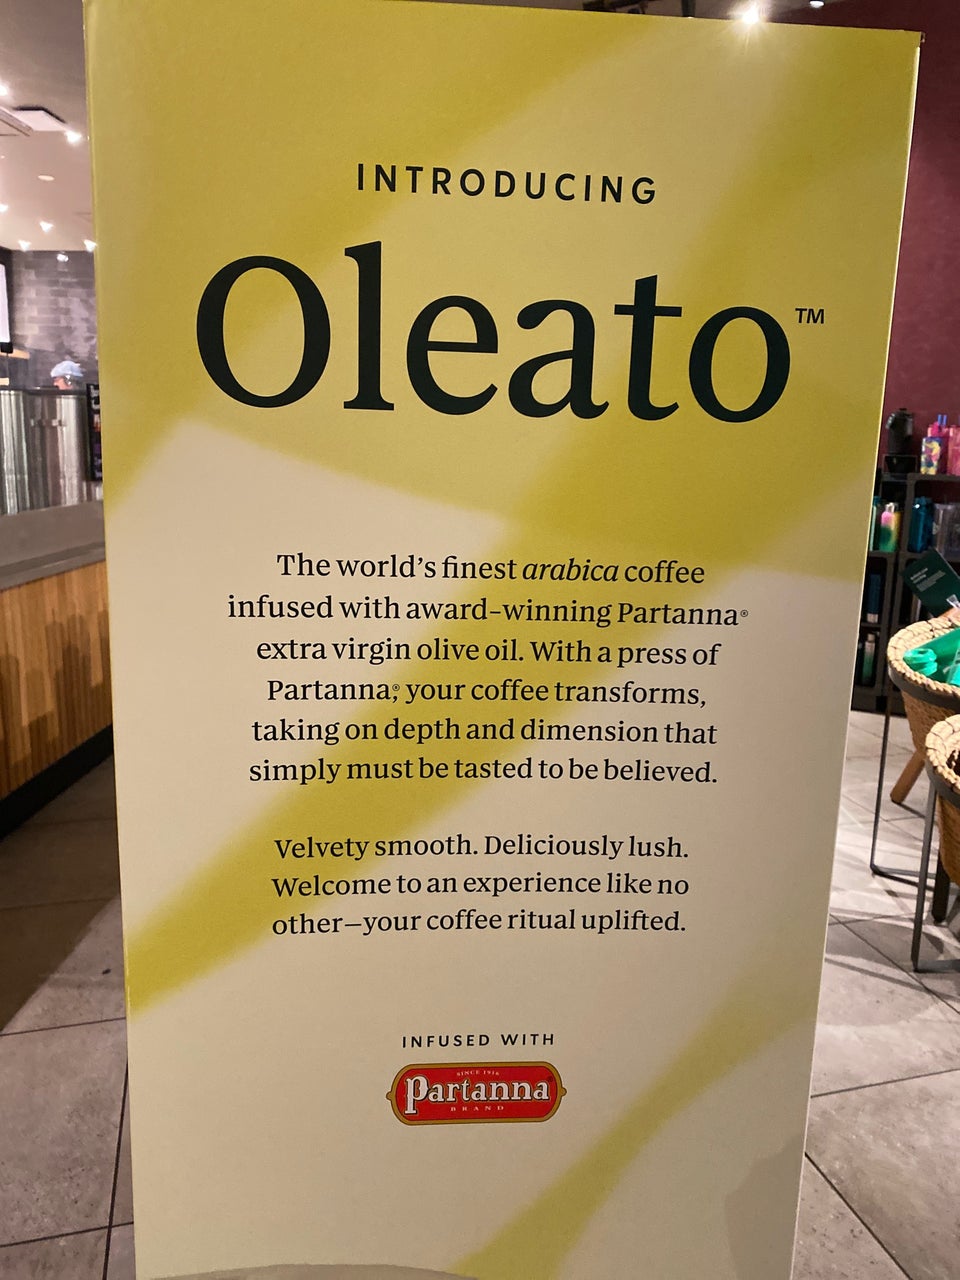 INTRODUCING
Oleato™
The world's finest arabica coffee
infused with award-winning Partanna®
extra virgin olive oil. With a press of
Partanna,® your coffee transforms,
taking on depth and dimension that
simply must be tasted to be believed.
Velvety smooth. Deliciously lush.
Welcome to an experience like no
other—your coffee ritual uplifted.
INFUSED WITH
SINCE 1916
Partanna®
BRAND